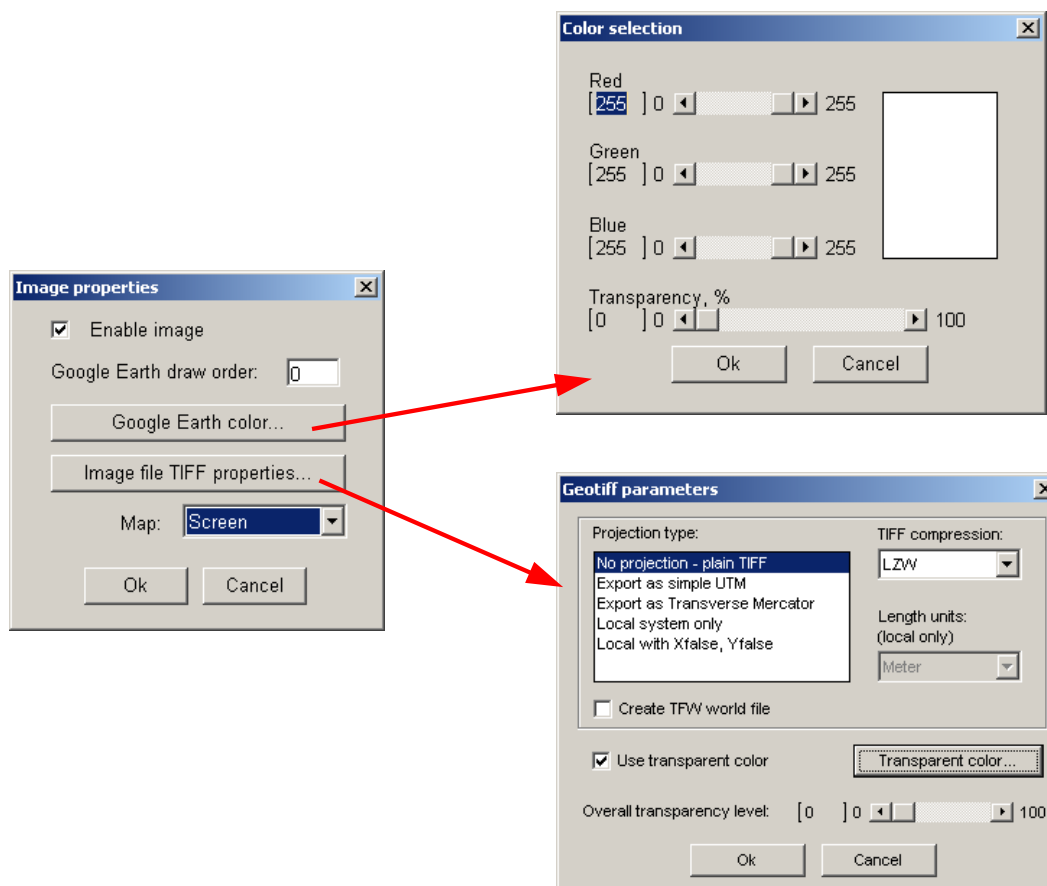 Color selection
Red
[255 ] 0 255
Green
[255 ] 0 255
Blue
[255 ] 0 255
Transparency, %
[0 ] 0 100
Ok Cancel
Image properties
Enable image
Google Earth draw order: 0
Google Earth color...
Image file TIFF properties...
Map: Screen
Ok Cancel
Geotiff parameters
Projection type: TIFF compression:
No projection - plain TIFF LZW
Export as simple UTM
Export as Transverse Mercator
Local system only Length units:
Local with Xfalse, Yfalse (local only)
Meter
Create TFW world file
Use transparent color Transparent color...
Overall transparency level: [0 ] 0 100
Ok Cancel